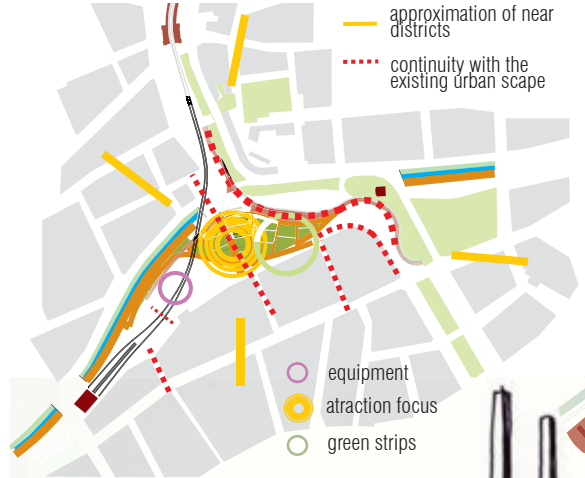 approximation of near
districts
continuity with the
existing urban scape
equipment
atraction focus
green strips